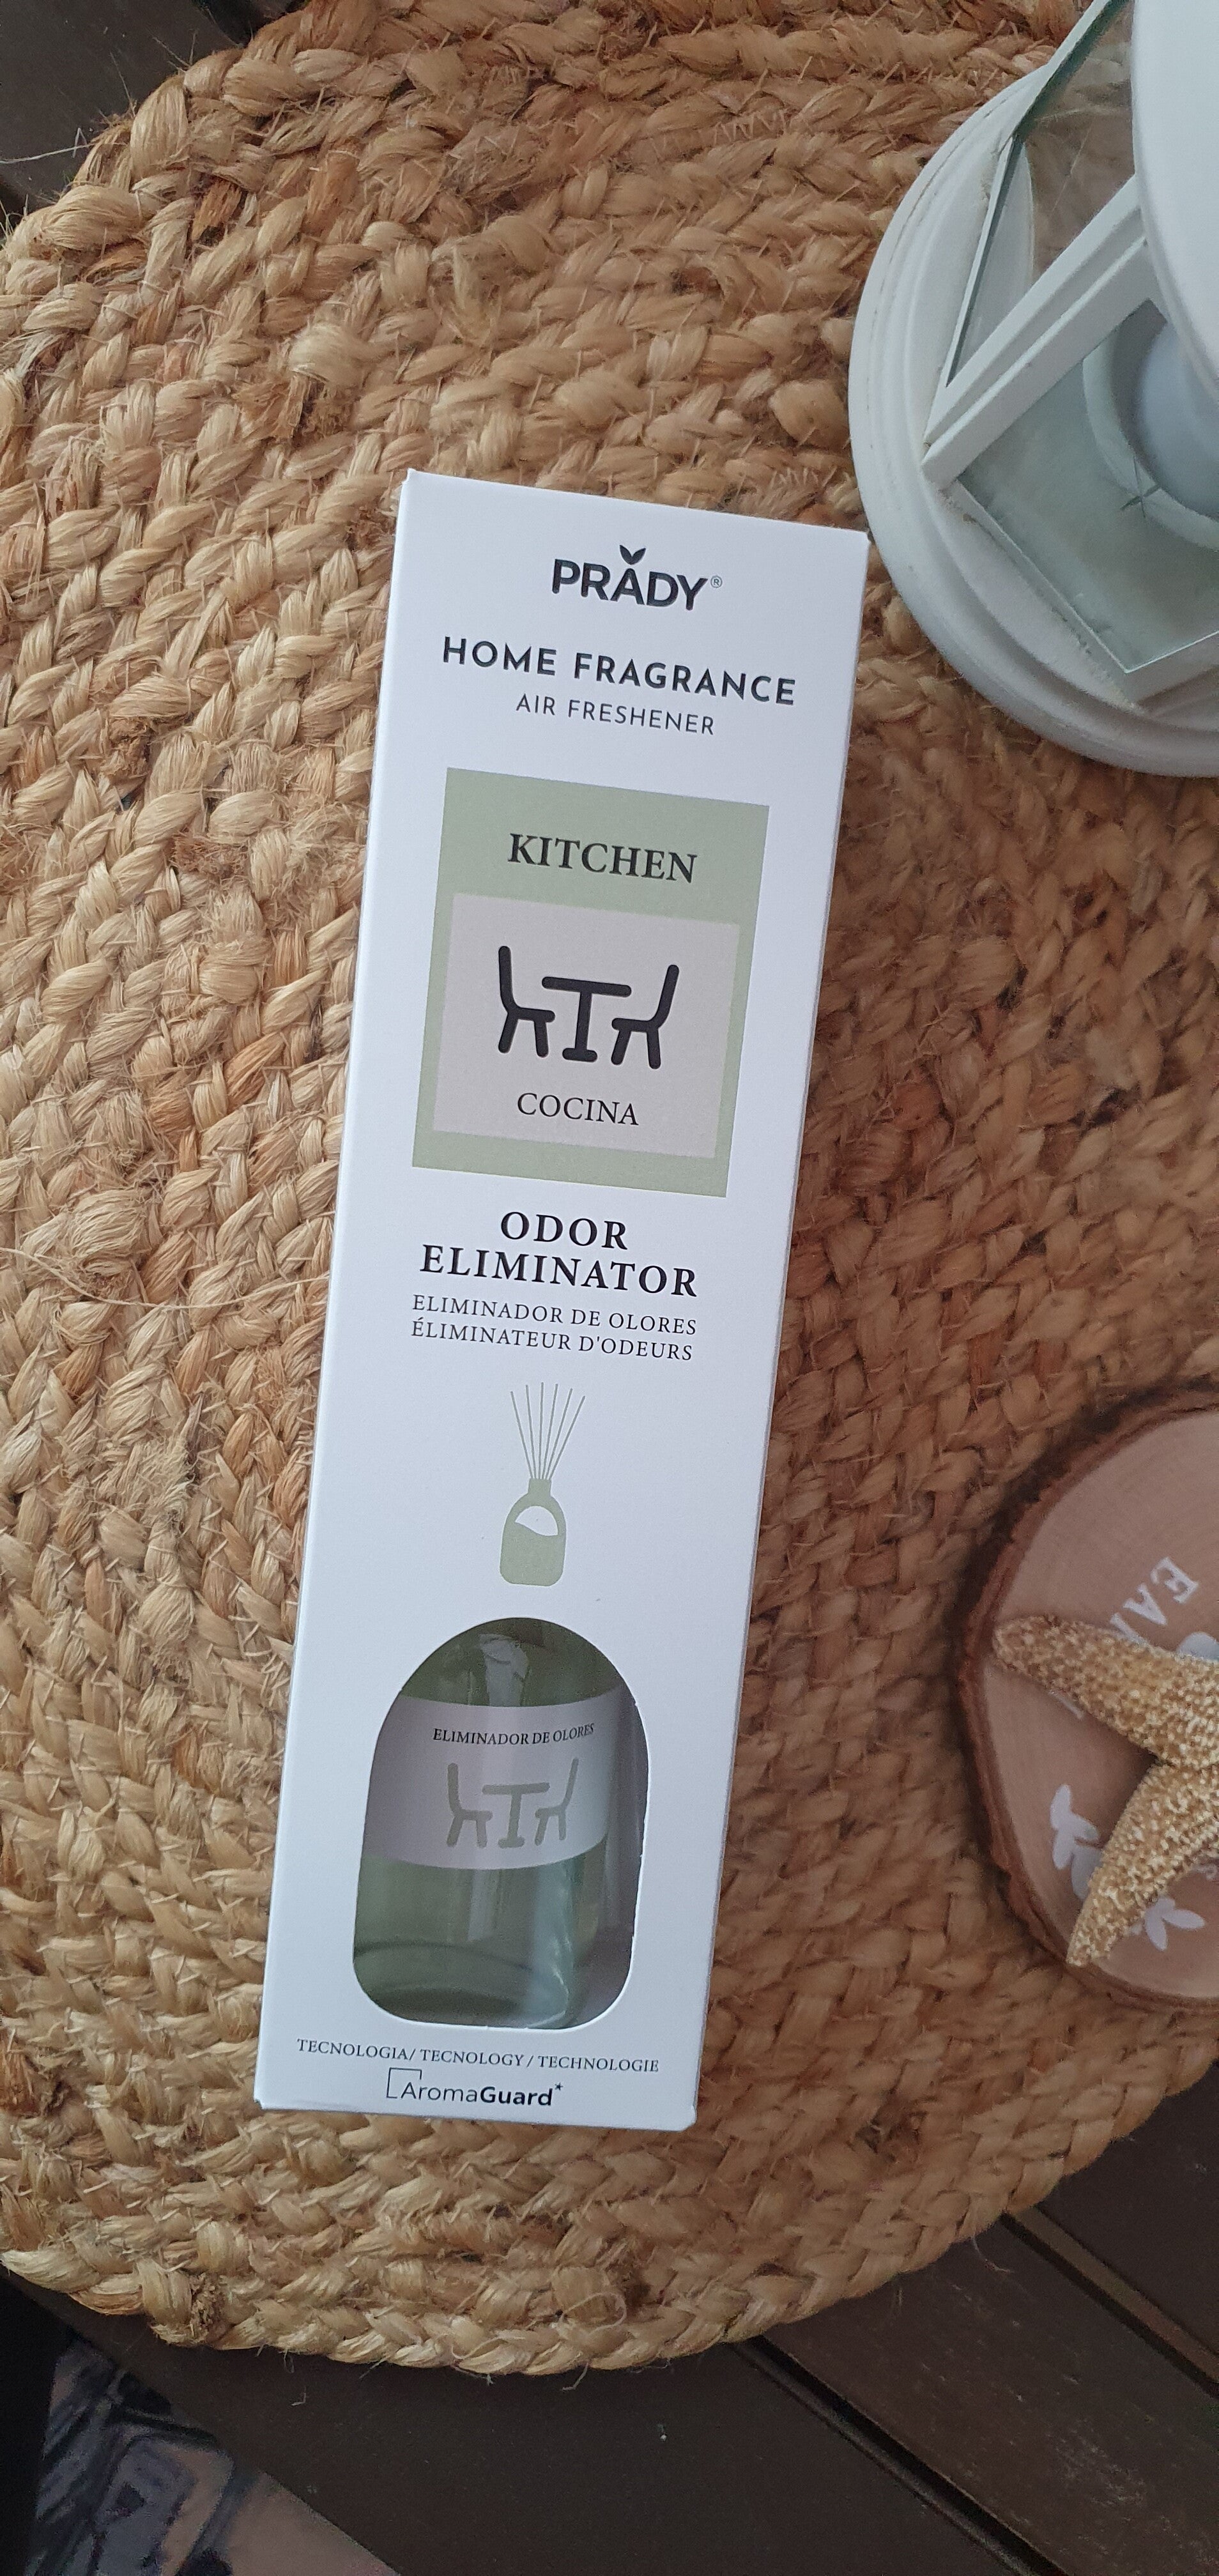 PRADY®
HOME FRAGRANCE
AIR FRESHENER
KITCHEN
COCINA
ODOR
ELIMINATOR
ELIMINADOR DE OLORES
ÉLIMINATEUR D'ODEURS
ELIMINADOR DE OLORES
TECNOLOGIA/ TECNOLOGY / TECHNOLOGIE
AromaGuard*